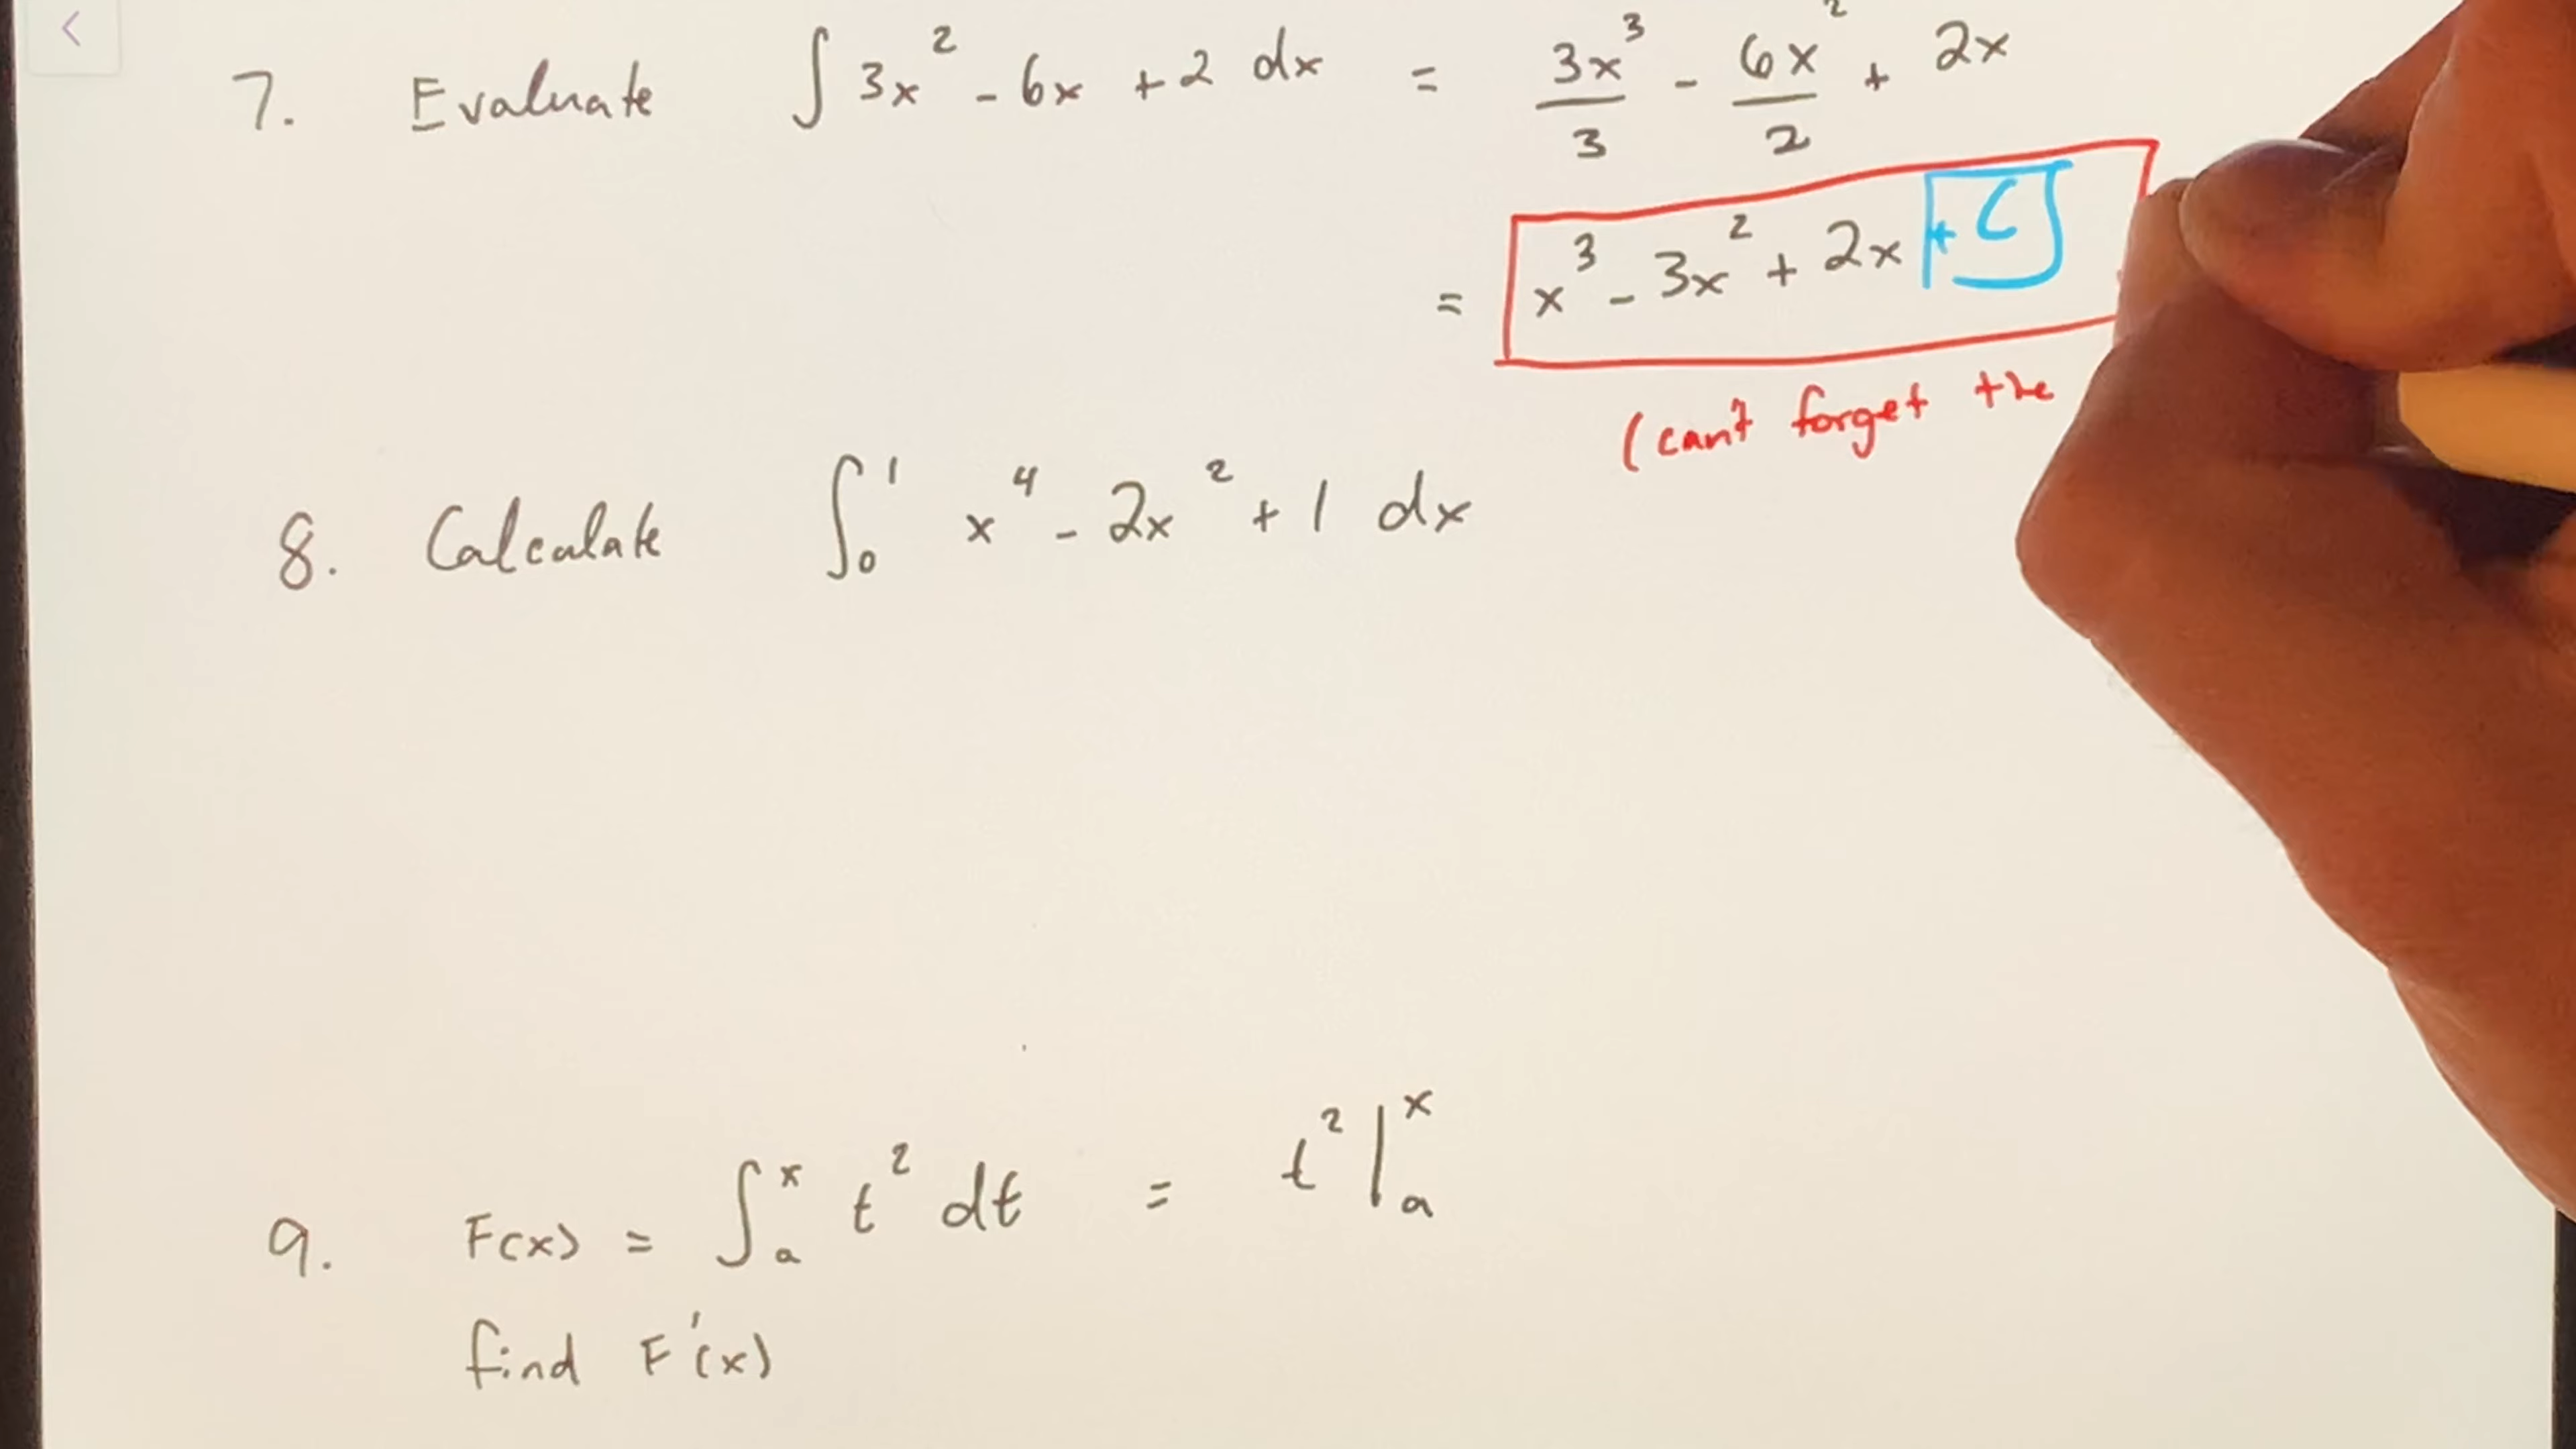 7. Evaluate ∫ 3x² - 6x + 2 dx = 3x³/3 - 6x²/2 + 2x
= x³ - 3x² + 2x + C
(can't forget the
8. Calculate ∫₀¹ x⁴ - 2x² + 1 dx
9. F(x) = ∫ₐˣ t² dt = t² |ₐˣ
find F'(x)